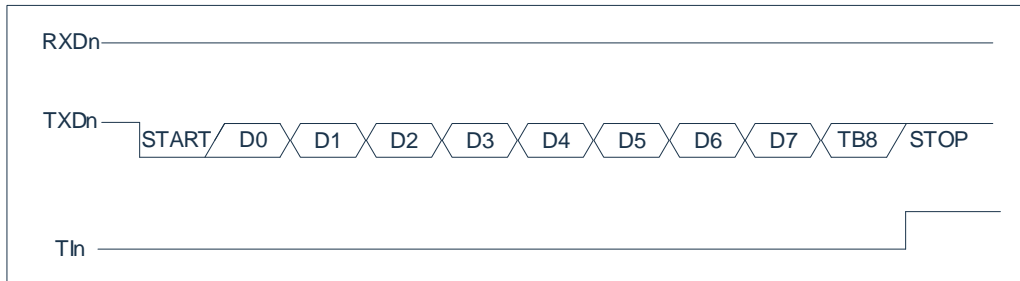 RXDn
TXDn
START D0 D1 D2 D3 D4 D5 D6 D7 TB8 STOP
TIn